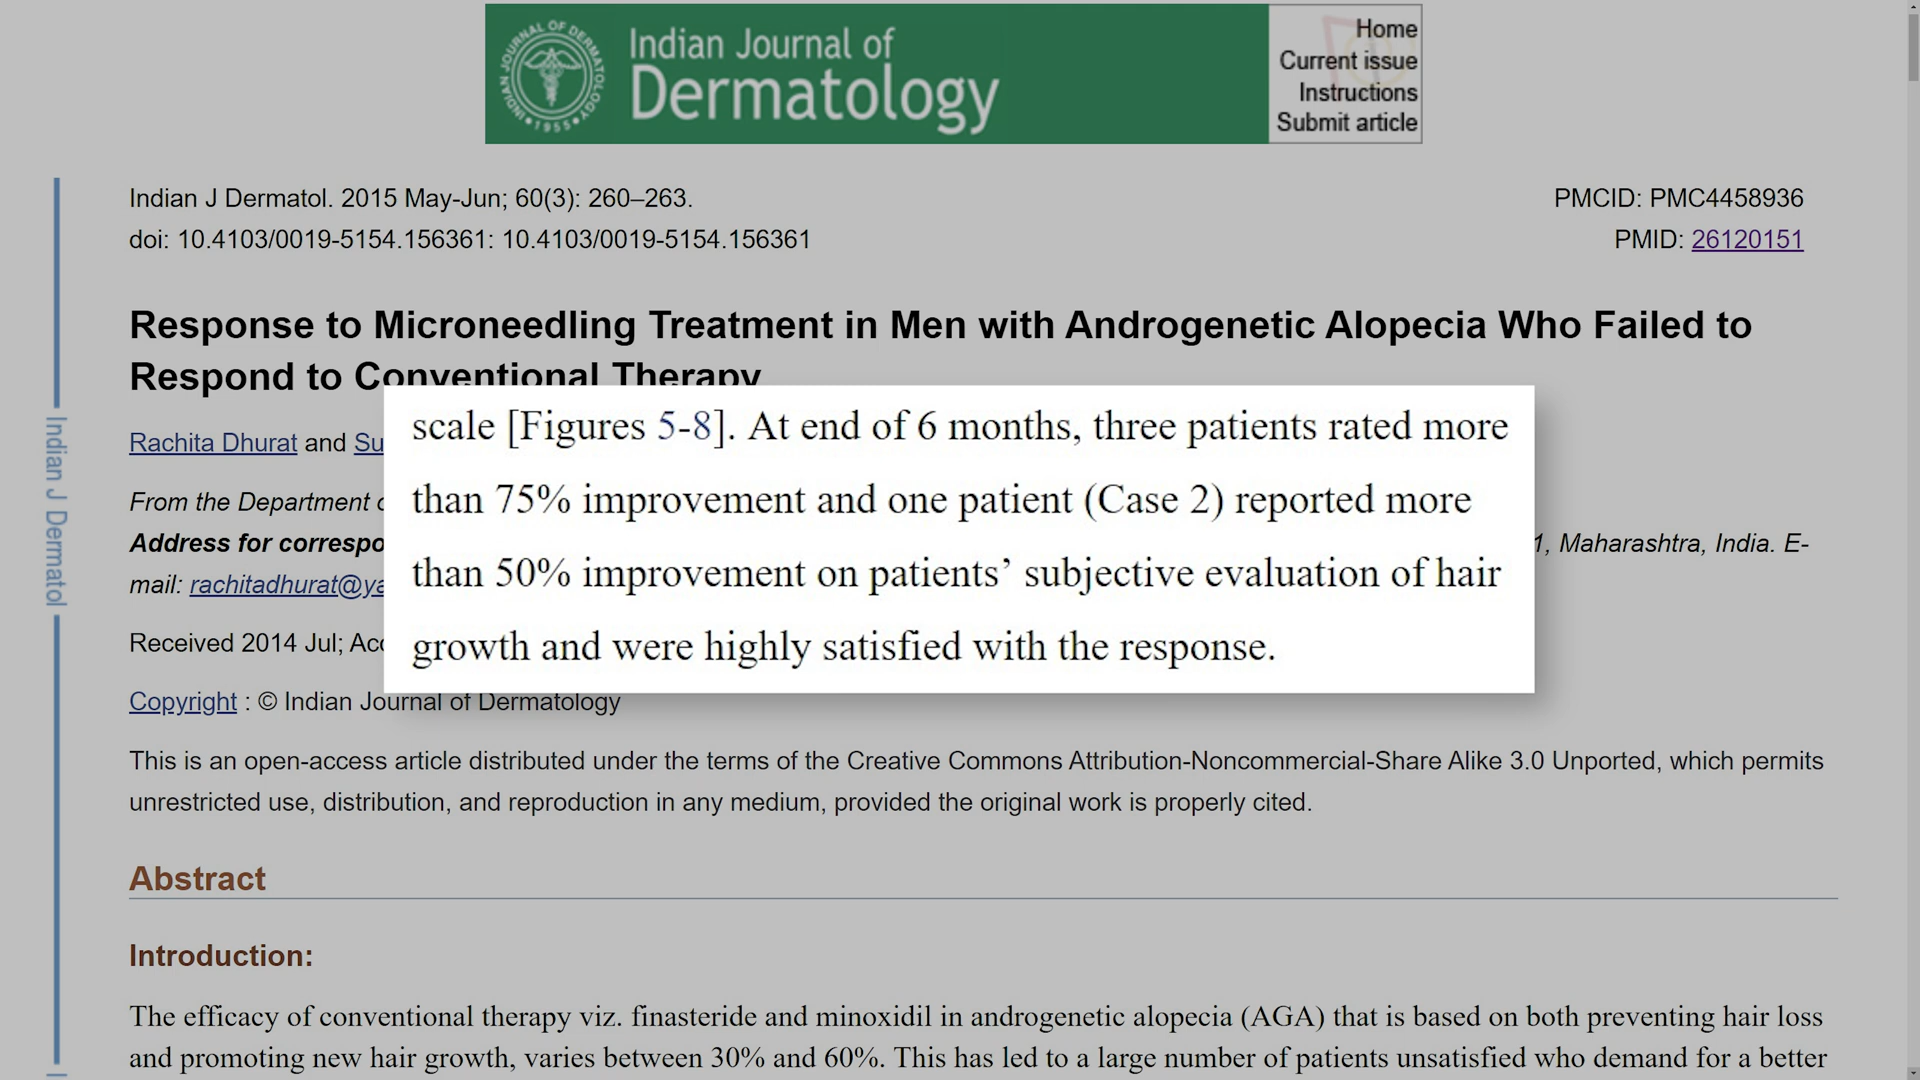 INDIAN JOURNAL OF DERMATOLOGY
• 1955 •
Indian Journal of
Dermatology
Home
Current issue
Instructions
Submit article
Indian J Dermatol. 2015 May-Jun; 60(3): 260–263.
PMCID: PMC4458936
doi: 10.4103/0019-5154.156361: 10.4103/0019-5154.156361
PMID: 26120151
Response to Microneedling Treatment in Men with Androgenetic Alopecia Who Failed to
Respond to Conventional Therapy
Rachita Dhurat and
From the Department
Address for
1, Maharashtra, India. E-
mail:
Received 2014 Jul;
scale [Figures 5-8]. At end of 6 months, three patients rated more
than 75% improvement and one patient (Case 2) reported more
than 50% improvement on patients’ subjective evaluation of hair
growth and were highly satisfied with the response.
Copyright : © Indian Journal of Dermatology
This is an open-access article distributed under the terms of the Creative Commons Attribution-Noncommercial-Share Alike 3.0 Unported, which permits
unrestricted use, distribution, and reproduction in any medium, provided the original work is properly cited.
Abstract
Introduction:
The efficacy of conventional therapy viz. finasteride and minoxidil in androgenetic alopecia (AGA) that is based on both preventing hair loss
and promoting new hair growth, varies between 30% and 60%. This has led to a large number of patients unsatisfied who demand for a better
Indian J Dermatol